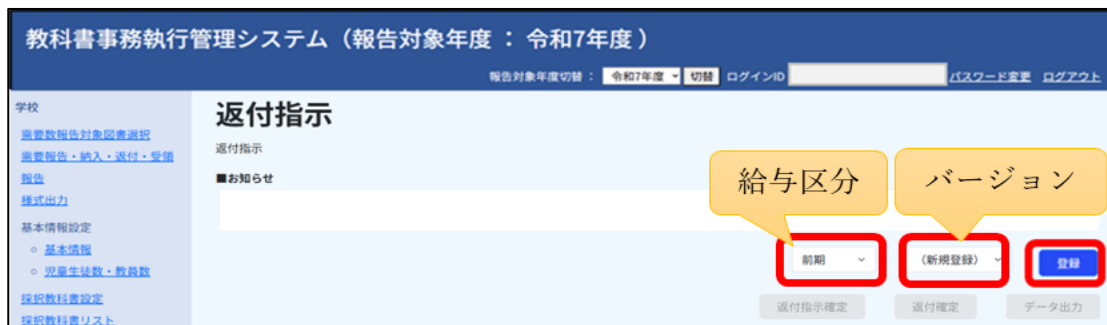 教科書事務執行管理システム（報告対象年度 ： 令和7年度 ）
報告対象年度切替 ： 令和7年度 切替 ログインID パスワード変更 ログアウト
学校
需要数報告対象図書選択
需要報告・納入・返付・受領
報告
様式出力
基本情報設定
基本情報
児童生徒数・教員数
採択教科書設定
採択教科書リスト
返付指示
返付指示
■お知らせ
給与区分
バージョン
前期
（新規登録）
登録
返付指示確定
返付確定
データ出力